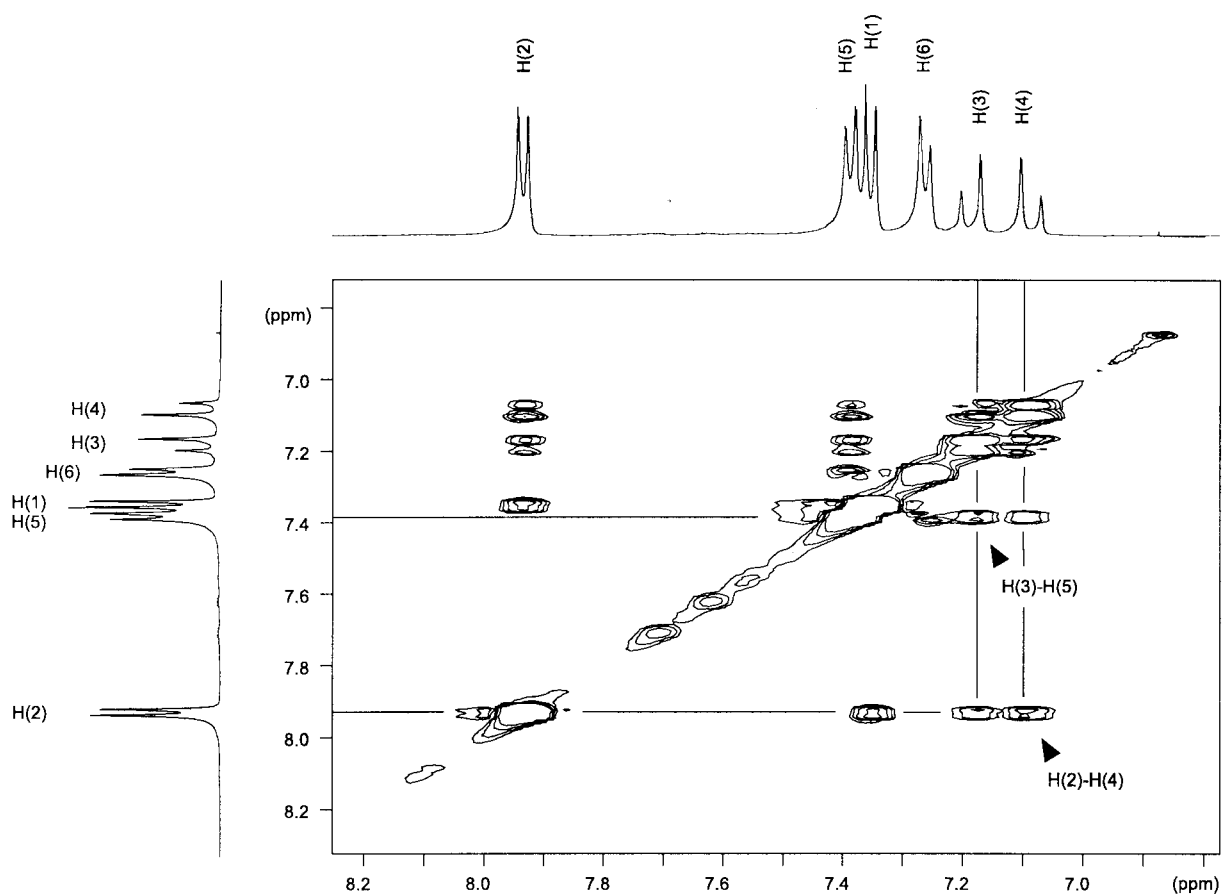 H(2)
H(5)
H(1)
H(6)
H(3)
H(4)
(ppm)
7.0
7.2
7.4
7.6
7.8
8.0
8.2
H(4)
H(3)
H(6)
H(1)
H(5)
H(2)
H(3)-H(5)
H(2)-H(4)
8.2 8.0 7.8 7.6 7.4 7.2 7.0 (ppm)